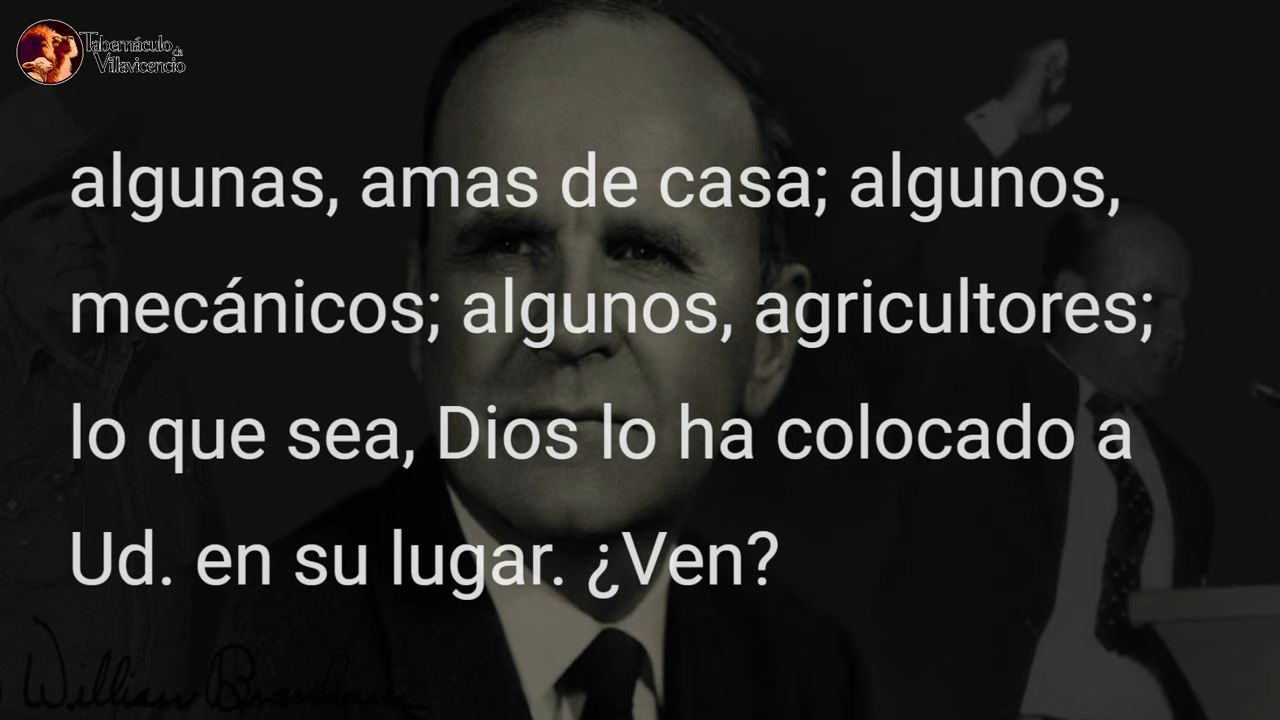 Tabernáculo de
Villavicencio
algunas, amas de casa; algunos,
mecánicos; algunos, agricultores;
lo que sea, Dios lo ha colocado a
Ud. en su lugar. ¿Ven?
William Branham